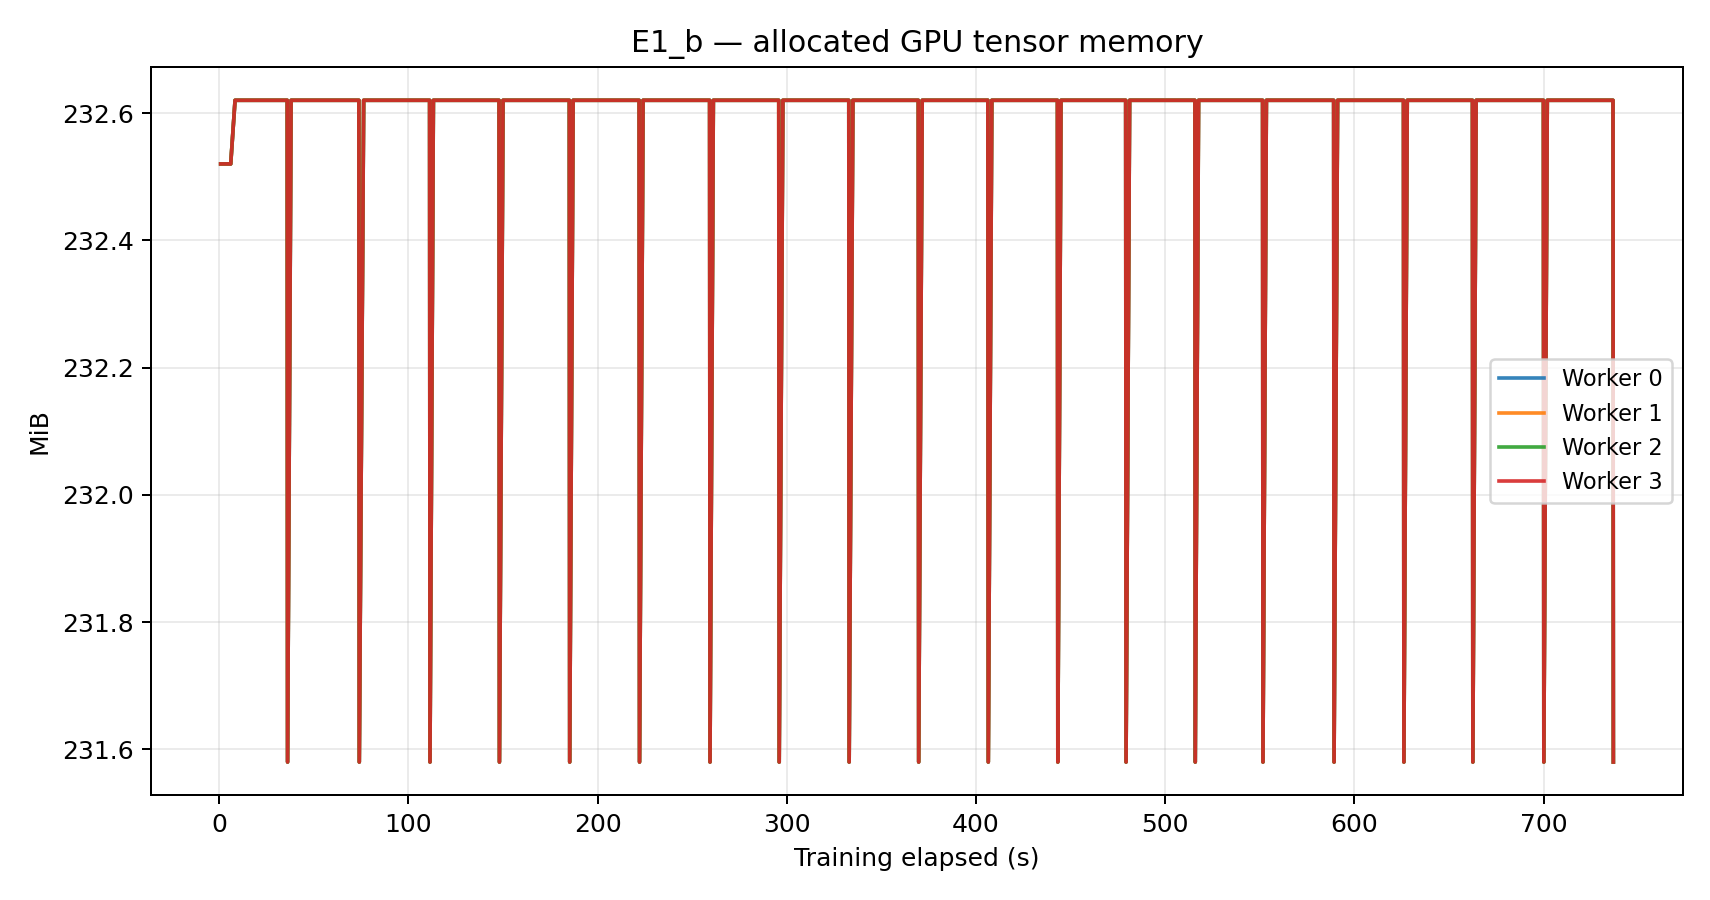 E1_b — allocated GPU tensor memory
232.6
232.4
232.2
232.0
231.8
231.6
MiB
Worker 0
Worker 1
Worker 2
Worker 3
0 100 200 300 400 500 600 700
Training elapsed (s)